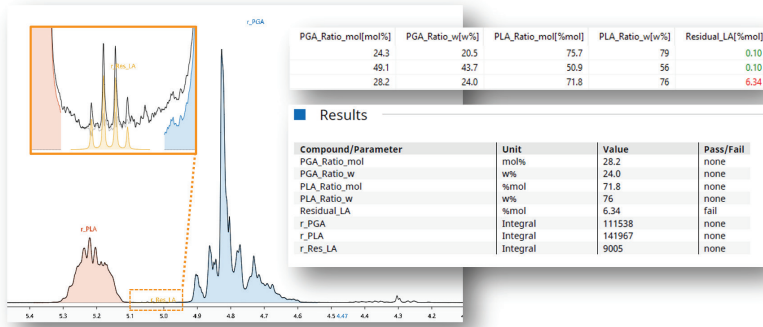 r_PGA
r_Res_LA
r_PLA
r_Res_LA
5.4 5.3 5.2 5.1 5.0 4.9 4.8 4.7 4.6 4.5 4.47 4.4 4.3 4.2
PGA_Ratio_mol[mol%] PGA_Ratio_w[w%] PLA_Ratio_mol[%mol] PLA_Ratio_w[w%] Residual_LA[%mol]
24.3 20.5 75.7 79 0.10
49.1 43.7 50.9 56 0.10
28.2 24.0 71.8 76 6.34
Results
Compound/Parameter Unit Value Pass/Fail
PGA_Ratio_mol mol% 28.2 none
PGA_Ratio_w w% 24.0 none
PLA_Ratio_mol %mol 71.8 none
PLA_Ratio_w w% 76 none
Residual_LA %mol 6.34 fail
r_PGA Integral 111538 none
r_PLA Integral 141967 none
r_Res_LA Integral 9005 none